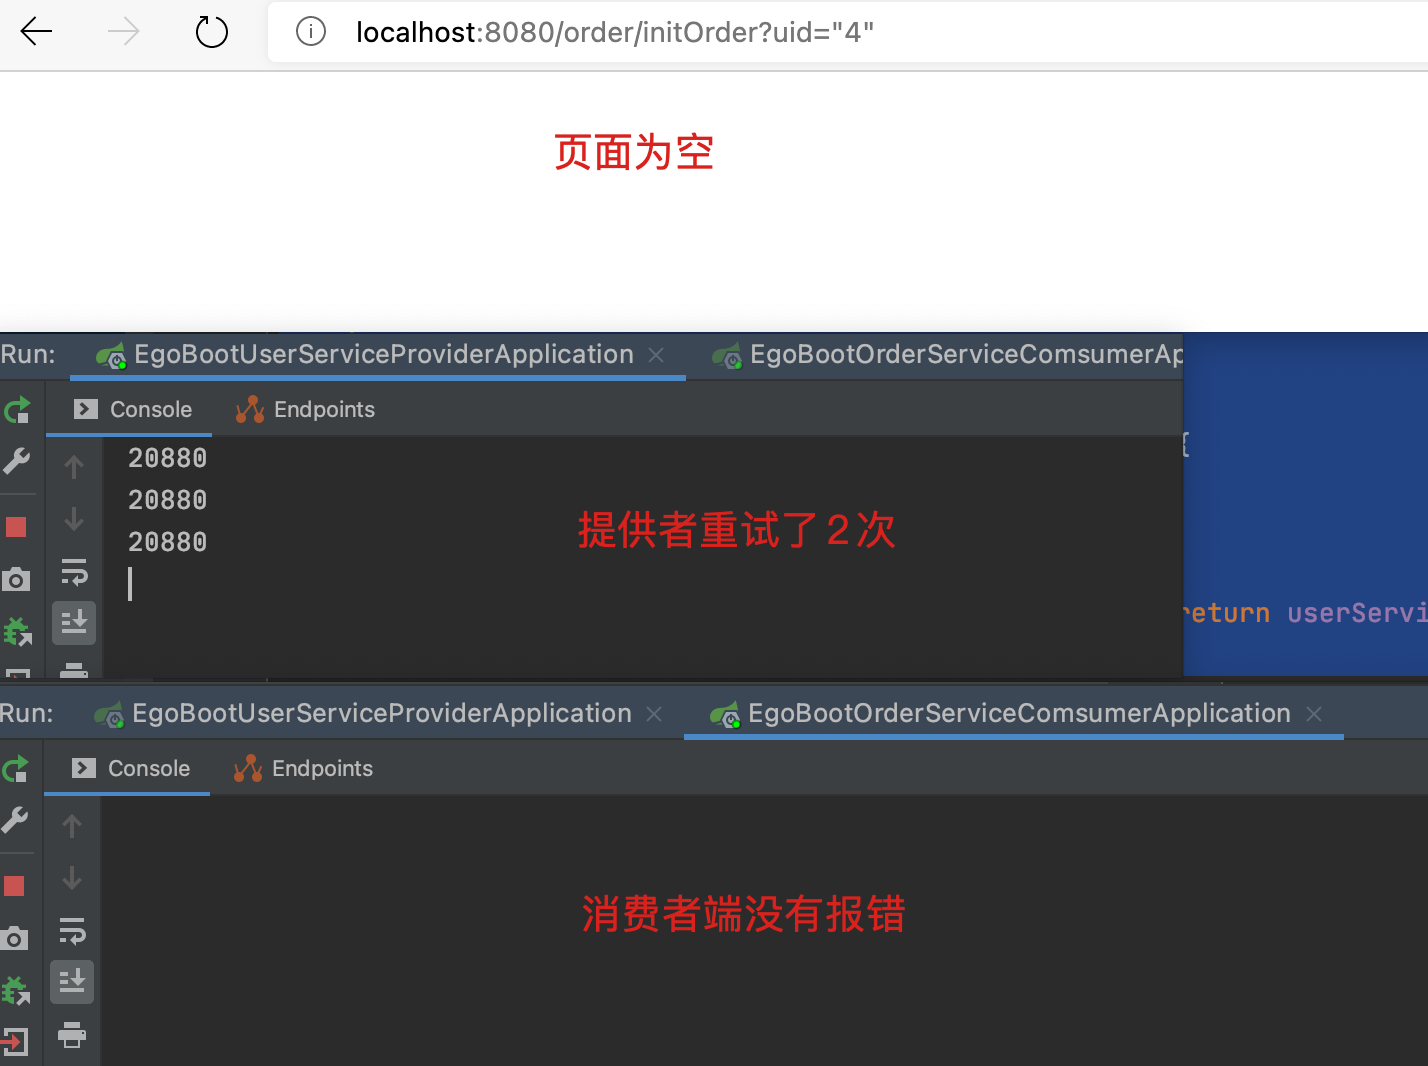 localhost:8080/order/initOrder?uid="4"
页面为空
Run: EgoBootUserServiceProviderApplication EgoBootOrderServiceComsumerAp
Console Endpoints
20880
20880
20880
提供者重试了2次
{
return userServi
Run: EgoBootUserServiceProviderApplication EgoBootOrderServiceComsumerApplication
Console Endpoints
消费者端没有报错